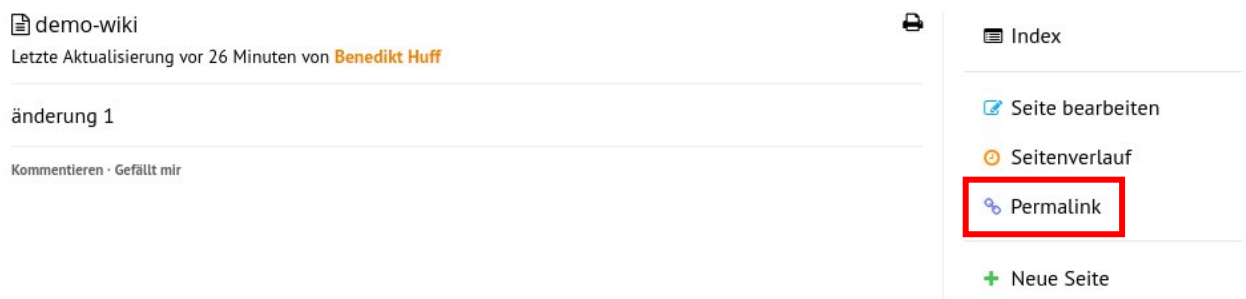 demo-wiki
Letzte Aktualisierung vor 26 Minuten von Benedikt Huff
änderung 1
Kommentieren · Gefällt mir
Index
Seite bearbeiten
Seitenverlauf
Permalink
Neue Seite